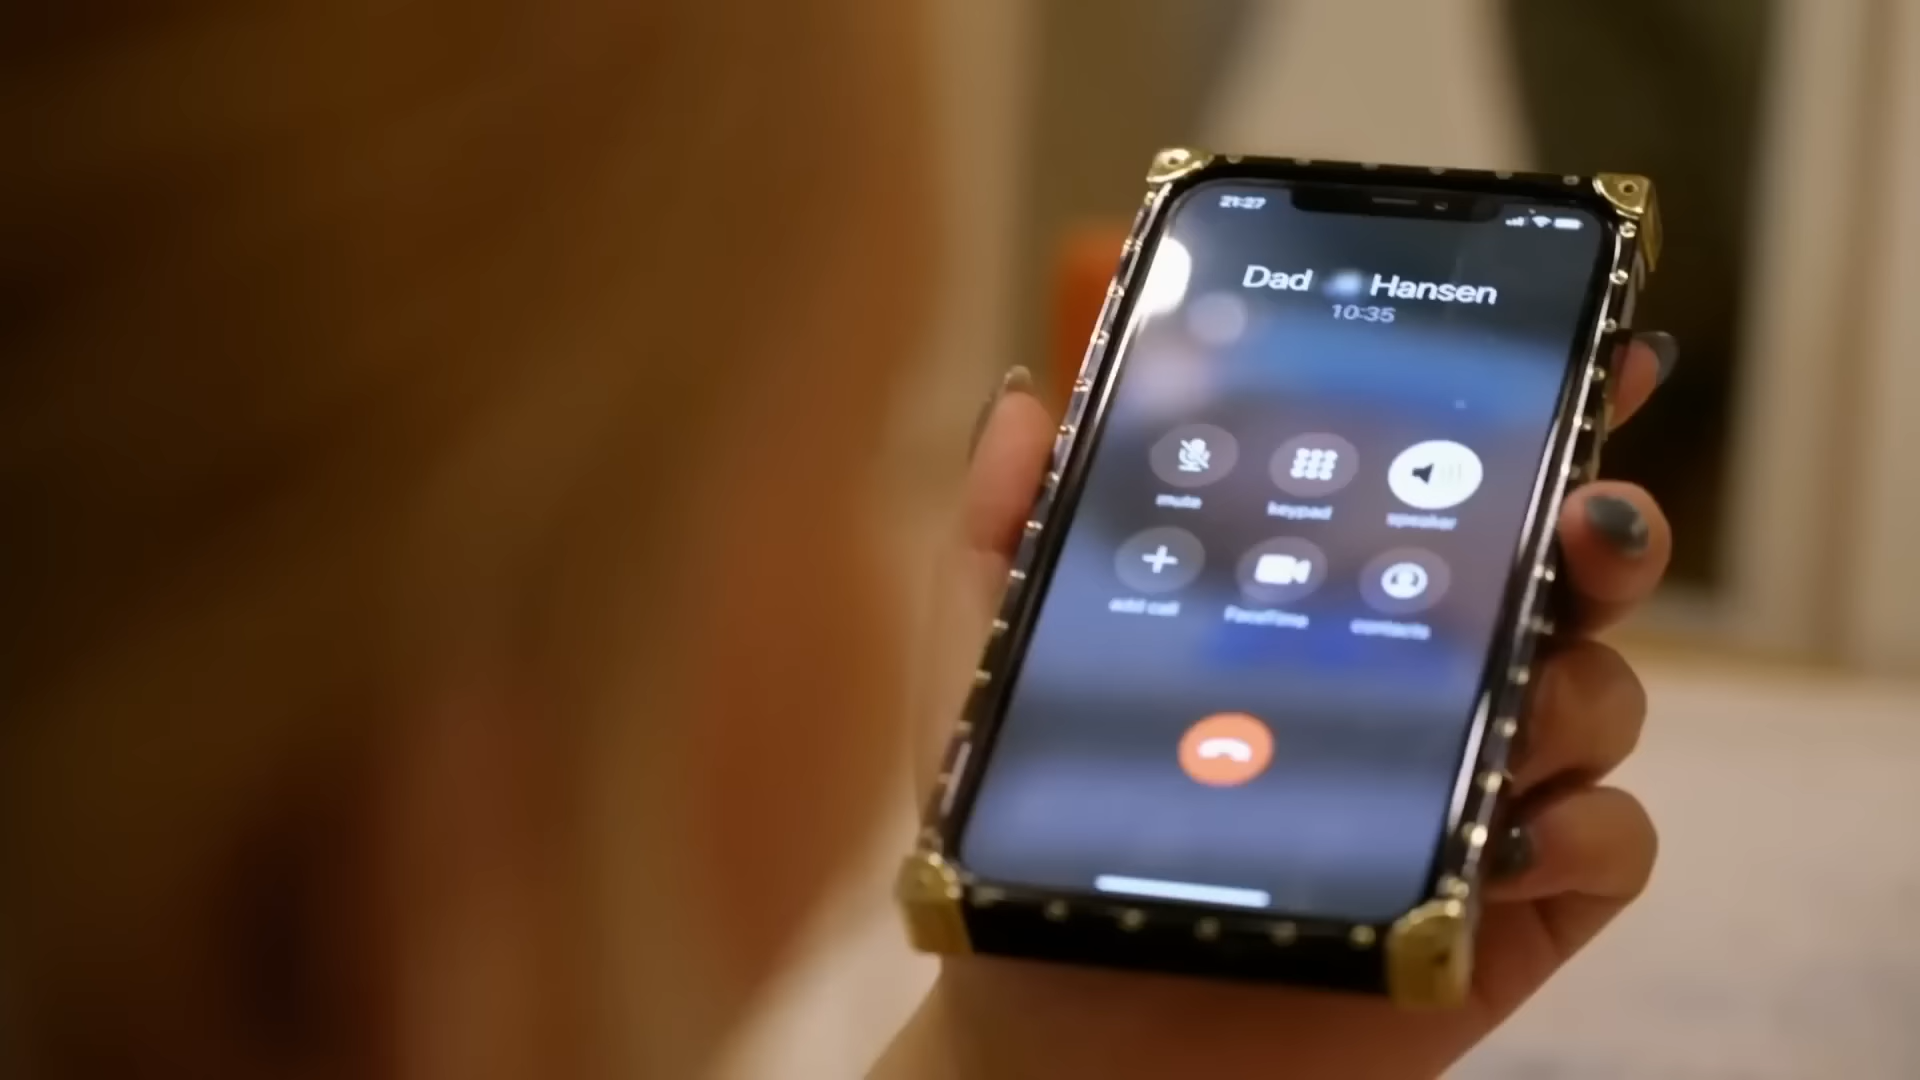 21:27
Dad Hansen
10:35
mute keypad speaker
add call FaceTime contacts